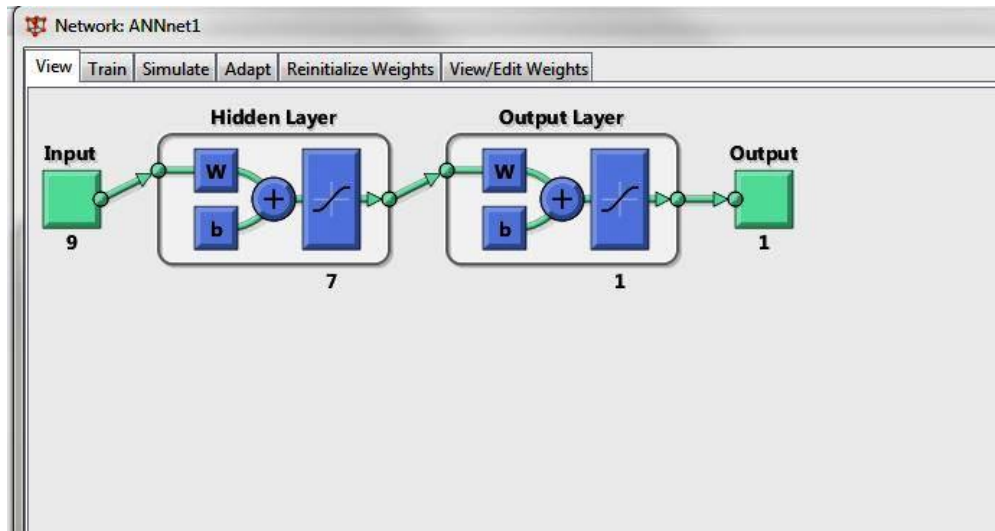 Network: ANNnet1
View Train Simulate Adapt Reinitialize Weights View/Edit Weights
Hidden Layer Output Layer
Input Output
W W
+ +
b b
9 1
7 1